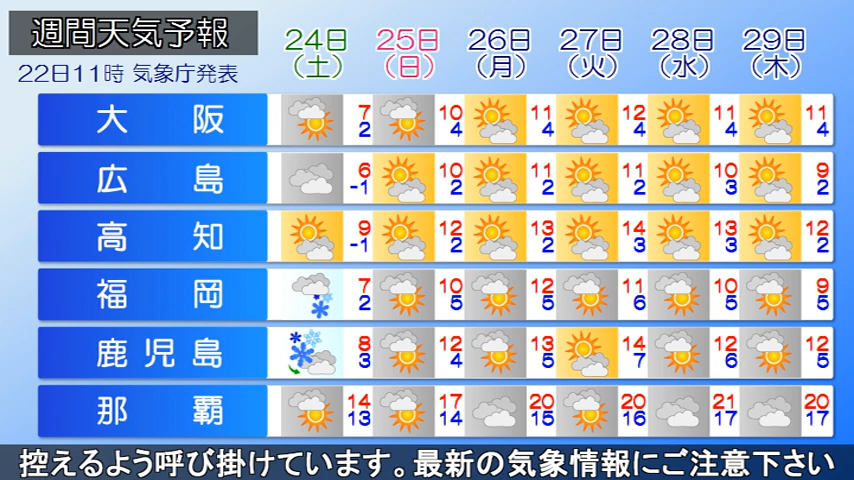 週間天気予報
22日11時 気象庁発表
24日 25日 26日 27日 28日 29日
(土) (日) (月) (火) (水) (木)
大阪 7 10 11 12 11 11
2 4 4 4 4 4
広島 6 10 11 11 10 9
-1 2 2 2 3 2
高知 9 12 13 14 13 12
-1 2 2 3 3 2
福岡 7 10 12 11 10 9
2 5 5 6 5 5
鹿児島 8 12 13 14 12 12
3 4 5 7 6 5
那覇 14 17 20 20 21 20
13 14 15 16 17 17
控えるよう呼び掛けています。最新の気象情報にご注意下さい